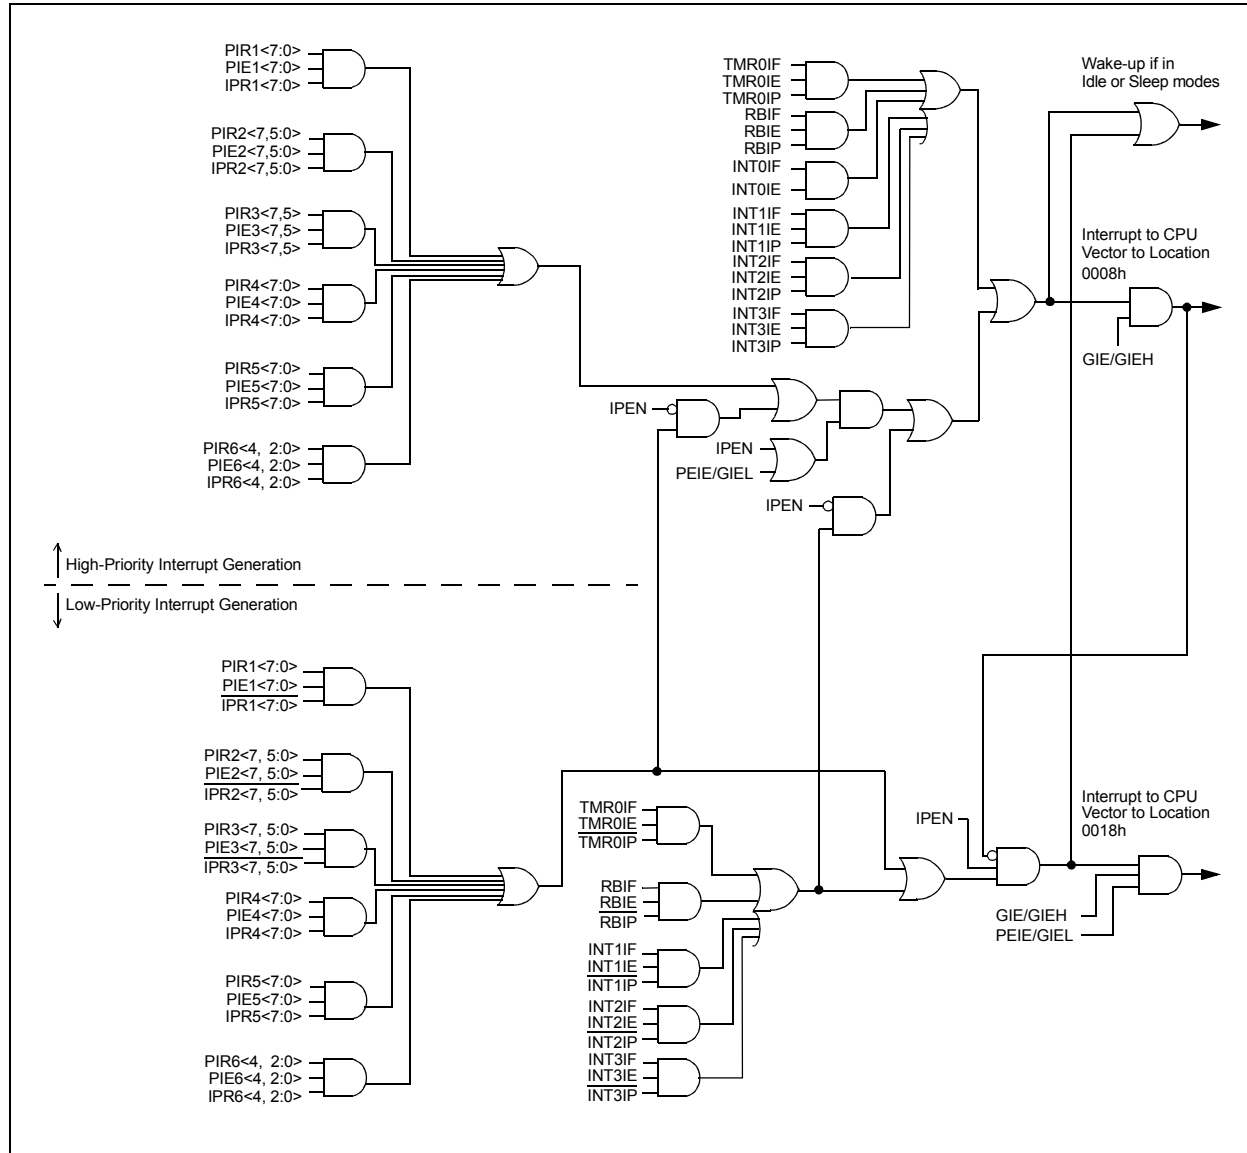 PIR1<7:0>
PIE1<7:0>
IPR1<7:0>
PIR2<7,5:0>
PIE2<7,5:0>
IPR2<7,5:0>
PIR3<7,5>
PIE3<7,5>
IPR3<7,5>
PIR4<7:0>
PIE4<7:0>
IPR4<7:0>
PIR5<7:0>
PIE5<7:0>
IPR5<7:0>
PIR6<4, 2:0>
PIE6<4, 2:0>
IPR6<4, 2:0>
TMR0IF
TMR0IE
TMR0IP
RBIF
RBIE
RBIP
INT0IF
INT0IE
INT1IF
INT1IE
INT1IP
INT2IF
INT2IE
INT2IP
INT3IF
INT3IE
INT3IP
Wake-up if in
Idle or Sleep modes
Interrupt to CPU
Vector to Location
0008h
GIE/GIEH
IPEN
IPEN
PEIE/GIEL
IPEN
High-Priority Interrupt Generation
Low-Priority Interrupt Generation
PIR1<7:0>
PIE1<7:0>
IPR1<7:0>
PIR2<7, 5:0>
PIE2<7, 5:0>
IPR2<7, 5:0>
PIR3<7, 5:0>
PIE3<7, 5:0>
IPR3<7, 5:0>
PIR4<7:0>
PIE4<7:0>
IPR4<7:0>
PIR5<7:0>
PIE5<7:0>
IPR5<7:0>
PIR6<4, 2:0>
PIE6<4, 2:0>
IPR6<4, 2:0>
TMR0IF
TMR0IE
TMR0IP
RBIF
RBIE
RBIP
INT1IF
INT1IE
INT1IP
INT2IF
INT2IE
INT2IP
INT3IF
INT3IE
INT3IP
IPEN
Interrupt to CPU
Vector to Location
0018h
GIE/GIEH
PEIE/GIEL